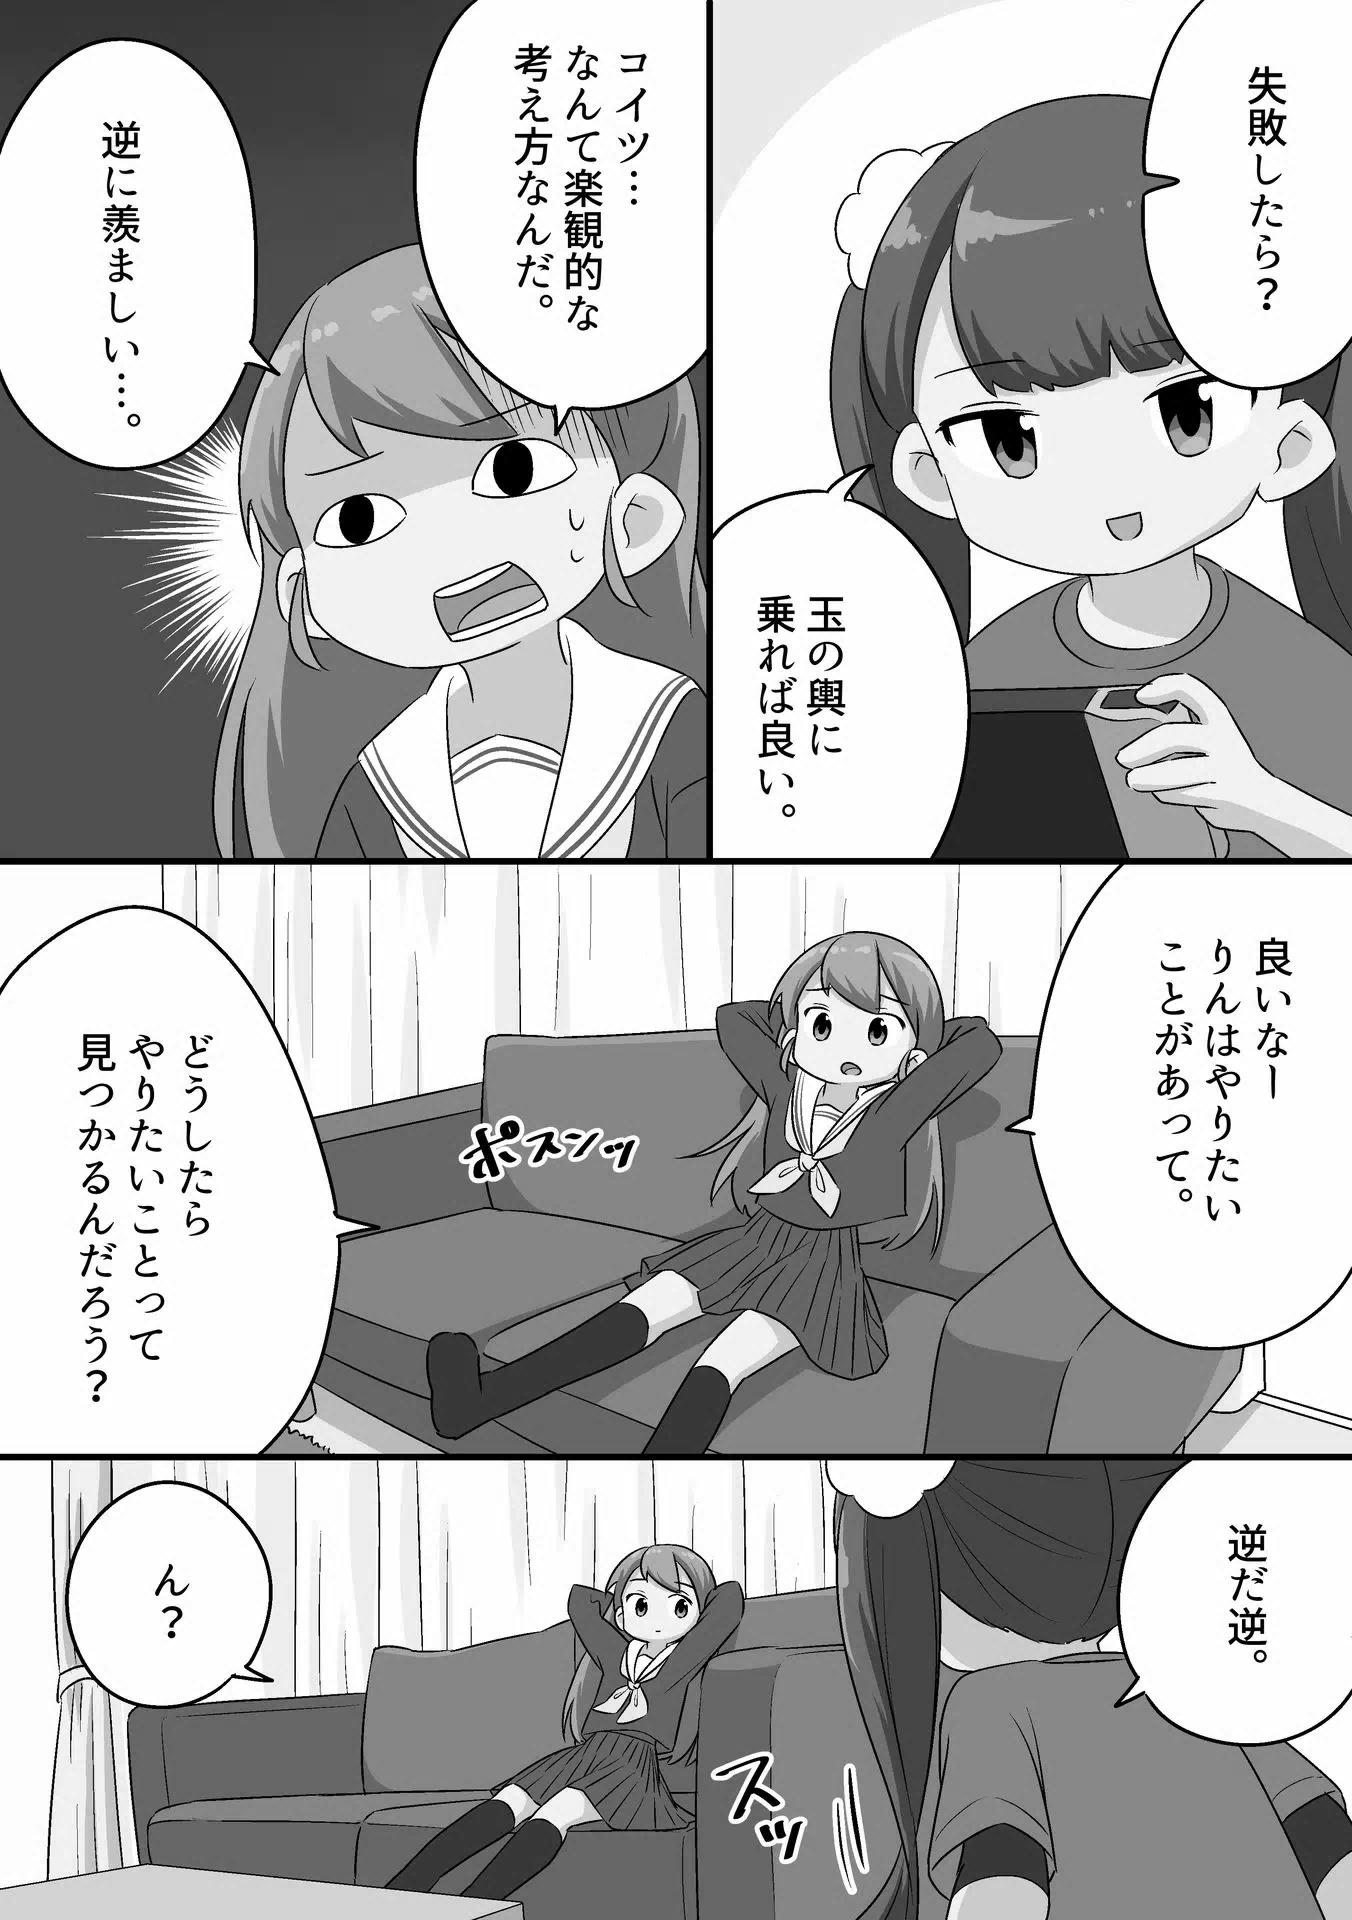 失敗したら?
玉の輿に
乗れば良い。
コイツ…
なんて楽観的な
考え方なんだ。
逆に羨ましい…。
良いなー
りんはやりたい
ことがあって。
ポスンッ
どうしたら
やりたいことって
見つかるんだろう?
逆だ逆。
スッ
ん?